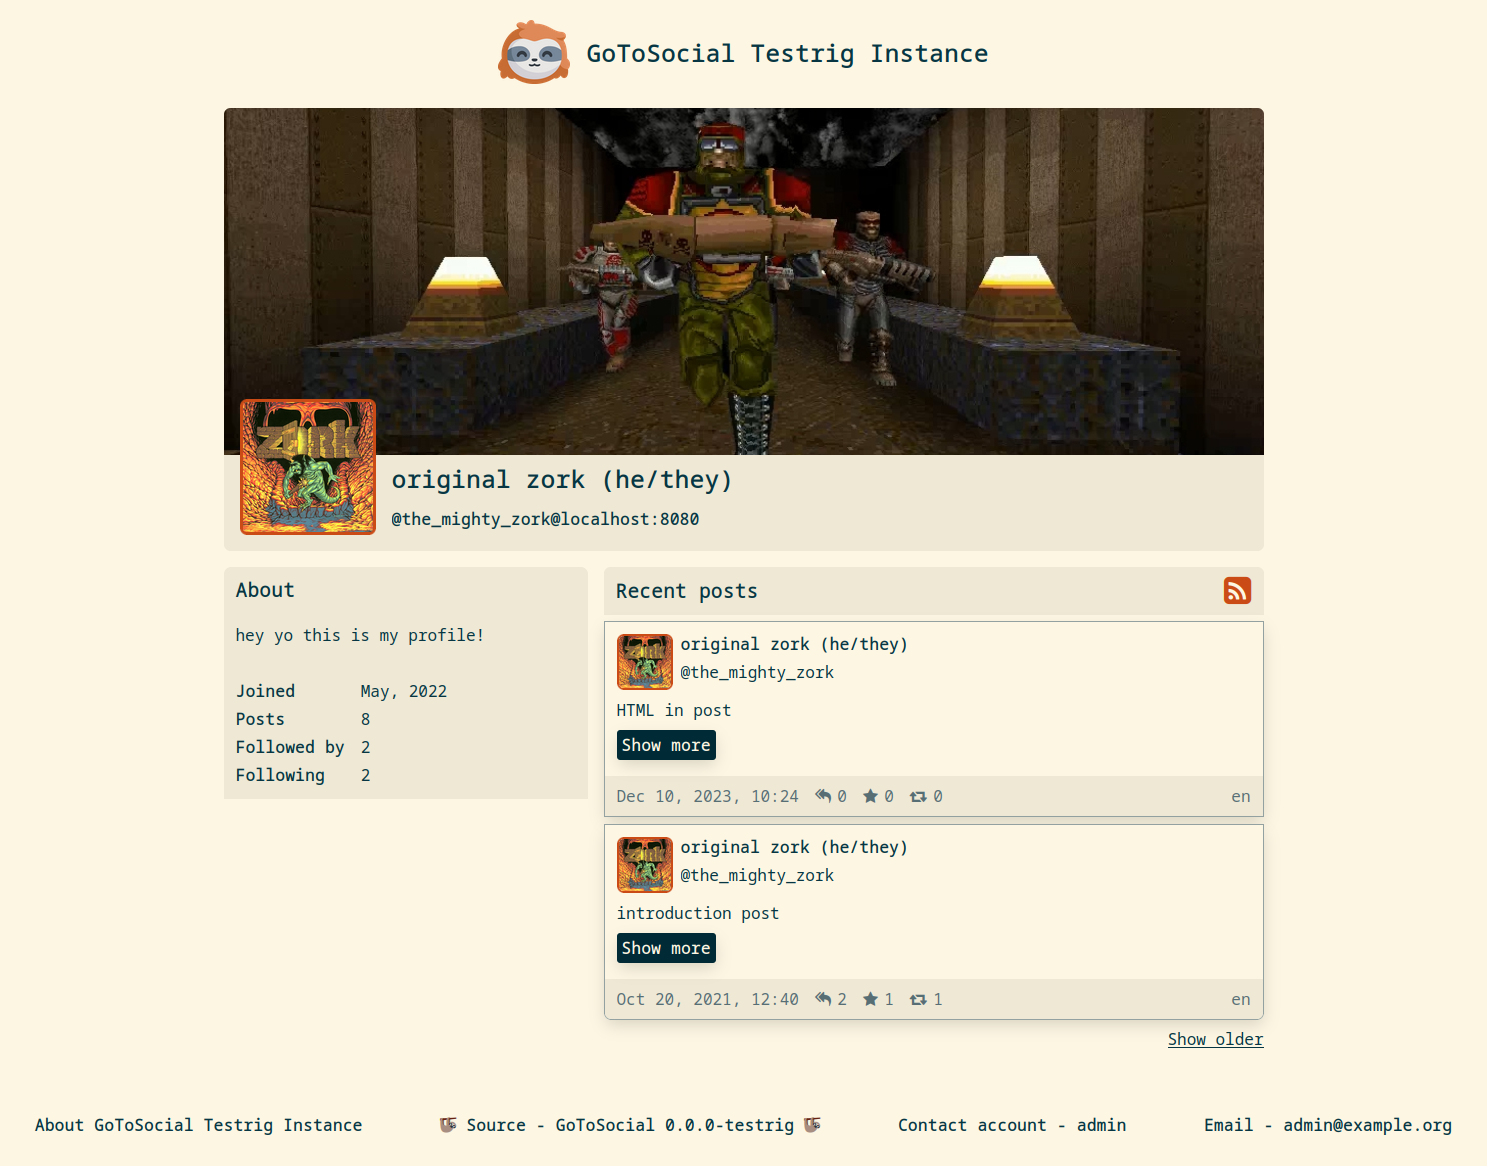 GoToSocial Testrig Instance
ZORK
original zork (he/they)
@the_mighty_zork@localhost:8080
About
hey yo this is my profile!
Joined May, 2022
Posts 8
Followed by 2
Following 2
Recent posts
ZORK
original zork (he/they)
@the_mighty_zork
HTML in post
Show more
Dec 10, 2023, 10:24 0 0 0 en
ZORK
original zork (he/they)
@the_mighty_zork
introduction post
Show more
Oct 20, 2021, 12:40 2 1 1 en
Show older
About GoToSocial Testrig Instance Source - GoToSocial 0.0.0-testrig Contact account - admin Email - admin@example.org